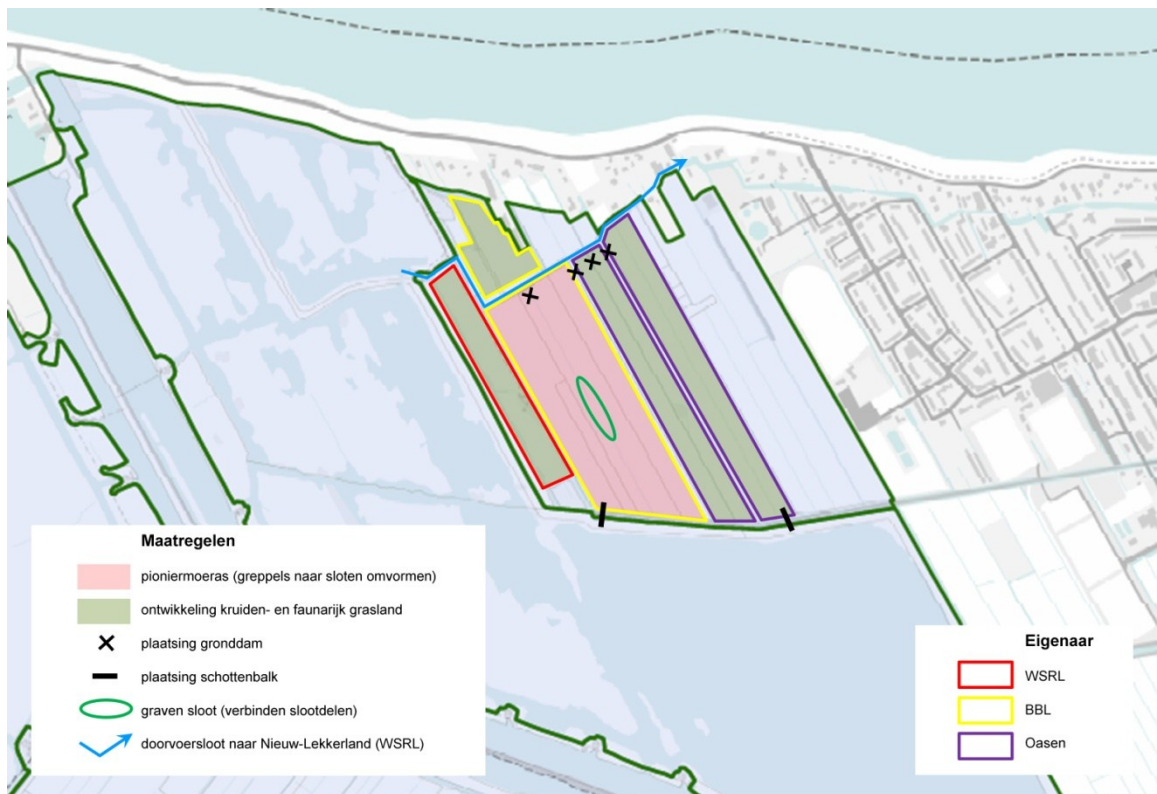 Maatregelen
pioniermoeras (greppels naar sloten omvormen)
ontwikkeling kruiden- en faunarijk grasland
plaatsing gronddam
plaatsing schottenbalk
graven sloot (verbinden slootdelen)
doorvoersloot naar Nieuw-Lekkerland (WSRL)
Eigenaar
WSRL
BBL
Oasen